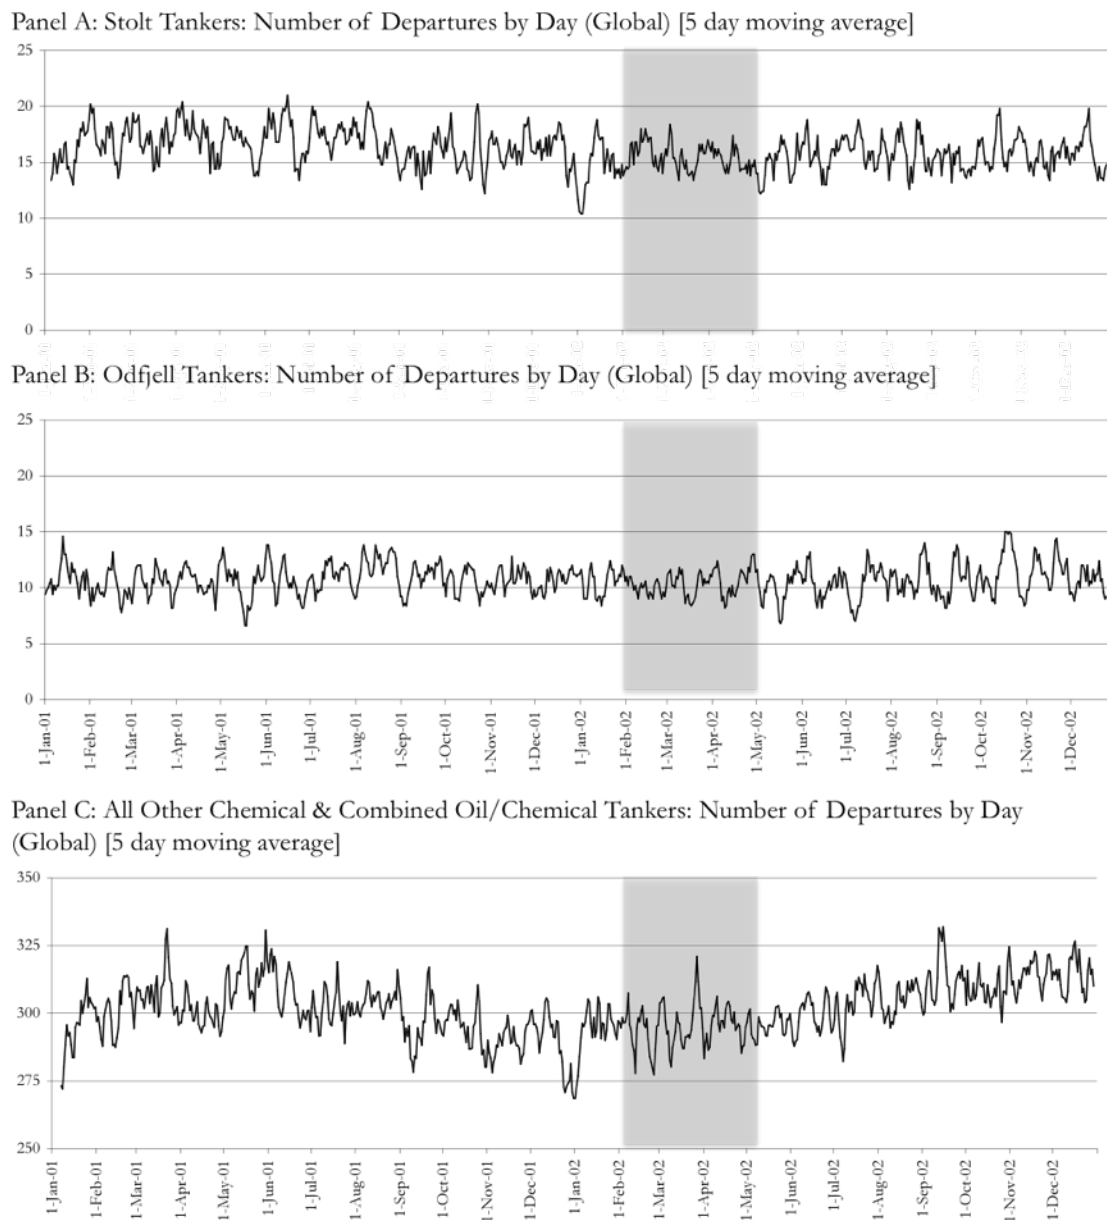 Panel A: Stolt Tankers: Number of Departures by Day (Global) [5 day moving average]
25
20
15
10
5
0
Panel B: Odfjell Tankers: Number of Departures by Day (Global) [5 day moving average]
25
20
15
10
5
0
1-Jan-01
1-Feb-01
1-Mar-01
1-Apr-01
1-May-01
1-Jun-01
1-Jul-01
1-Aug-01
1-Sep-01
1-Oct-01
1-Nov-01
1-Dec-01
1-Jan-02
1-Feb-02
1-Mar-02
1-Apr-02
1-May-02
1-Jun-02
1-Jul-02
1-Aug-02
1-Sep-02
1-Oct-02
1-Nov-02
1-Dec-02
Panel C: All Other Chemical & Combined Oil/Chemical Tankers: Number of Departures by Day
(Global) [5 day moving average]
350
325
300
275
250
1-Jan-01
1-Feb-01
1-Mar-01
1-Apr-01
1-May-01
1-Jun-01
1-Jul-01
1-Aug-01
1-Sep-01
1-Oct-01
1-Nov-01
1-Dec-01
1-Jan-02
1-Feb-02
1-Mar-02
1-Apr-02
1-May-02
1-Jun-02
1-Jul-02
1-Aug-02
1-Sep-02
1-Oct-02
1-Nov-02
1-Dec-02